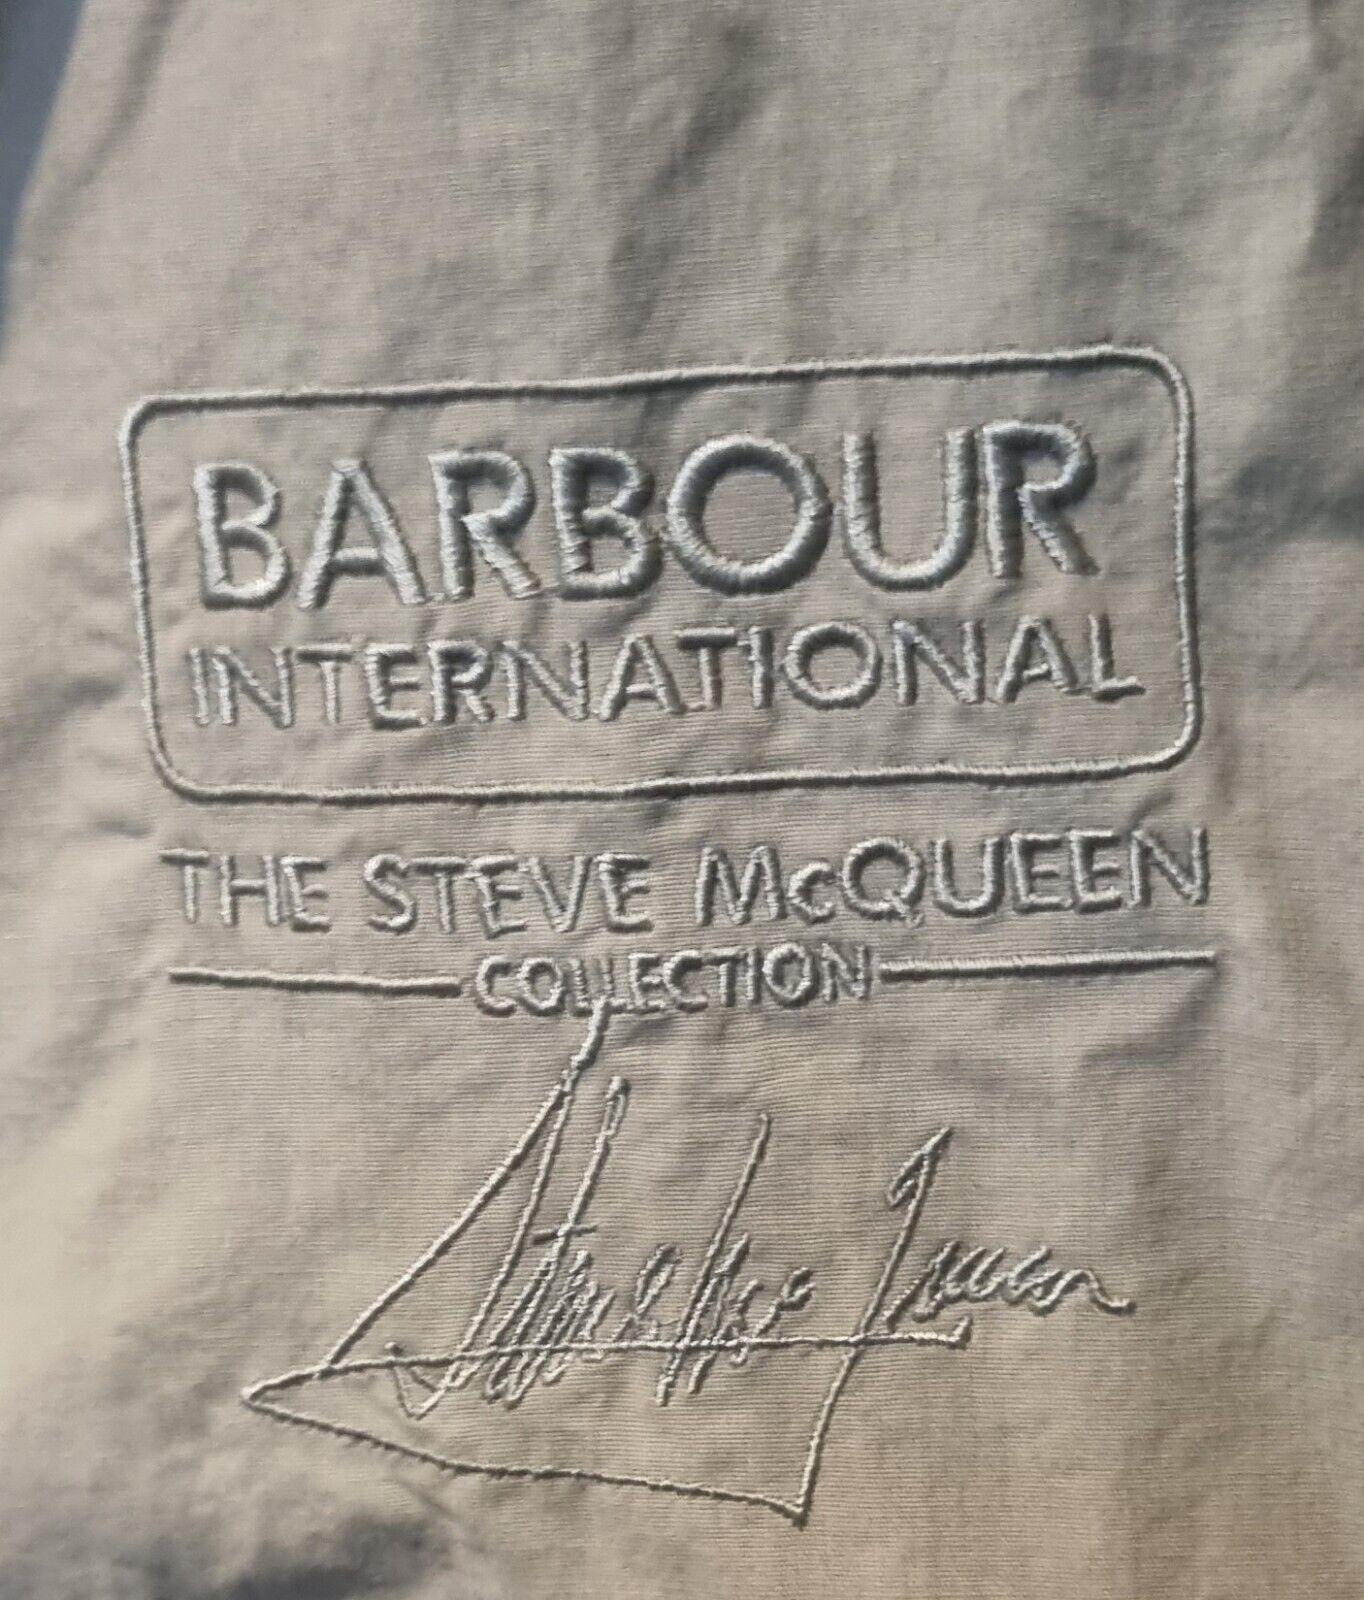 BARBOUR
INTERNATIONAL
THE STEVE McQUEEN
COLLECTION